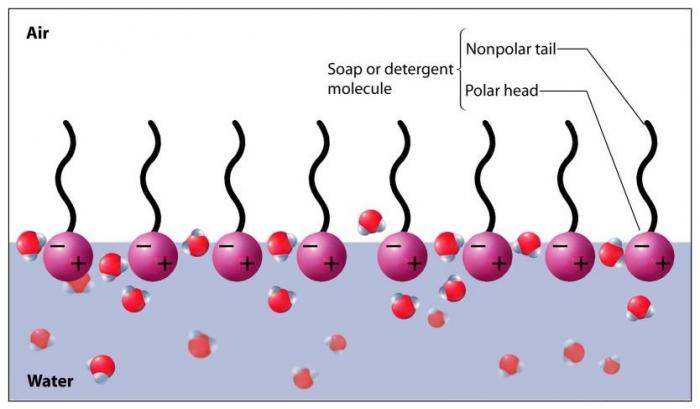 Air
Nonpolar tail
Soap or detergent
molecule
Polar head
− + − + − + − + − + − + − + − +
Water